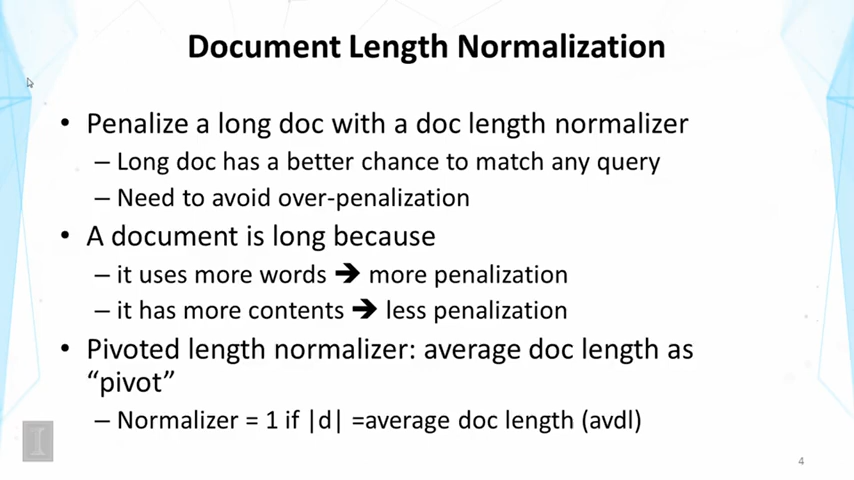 Document Length Normalization
• Penalize a long doc with a doc length normalizer
– Long doc has a better chance to match any query
– Need to avoid over-penalization
• A document is long because
– it uses more words ➔ more penalization
– it has more contents ➔ less penalization
• Pivoted length normalizer: average doc length as
“pivot”
– Normalizer = 1 if |d| =average doc length (avdl)
I
4